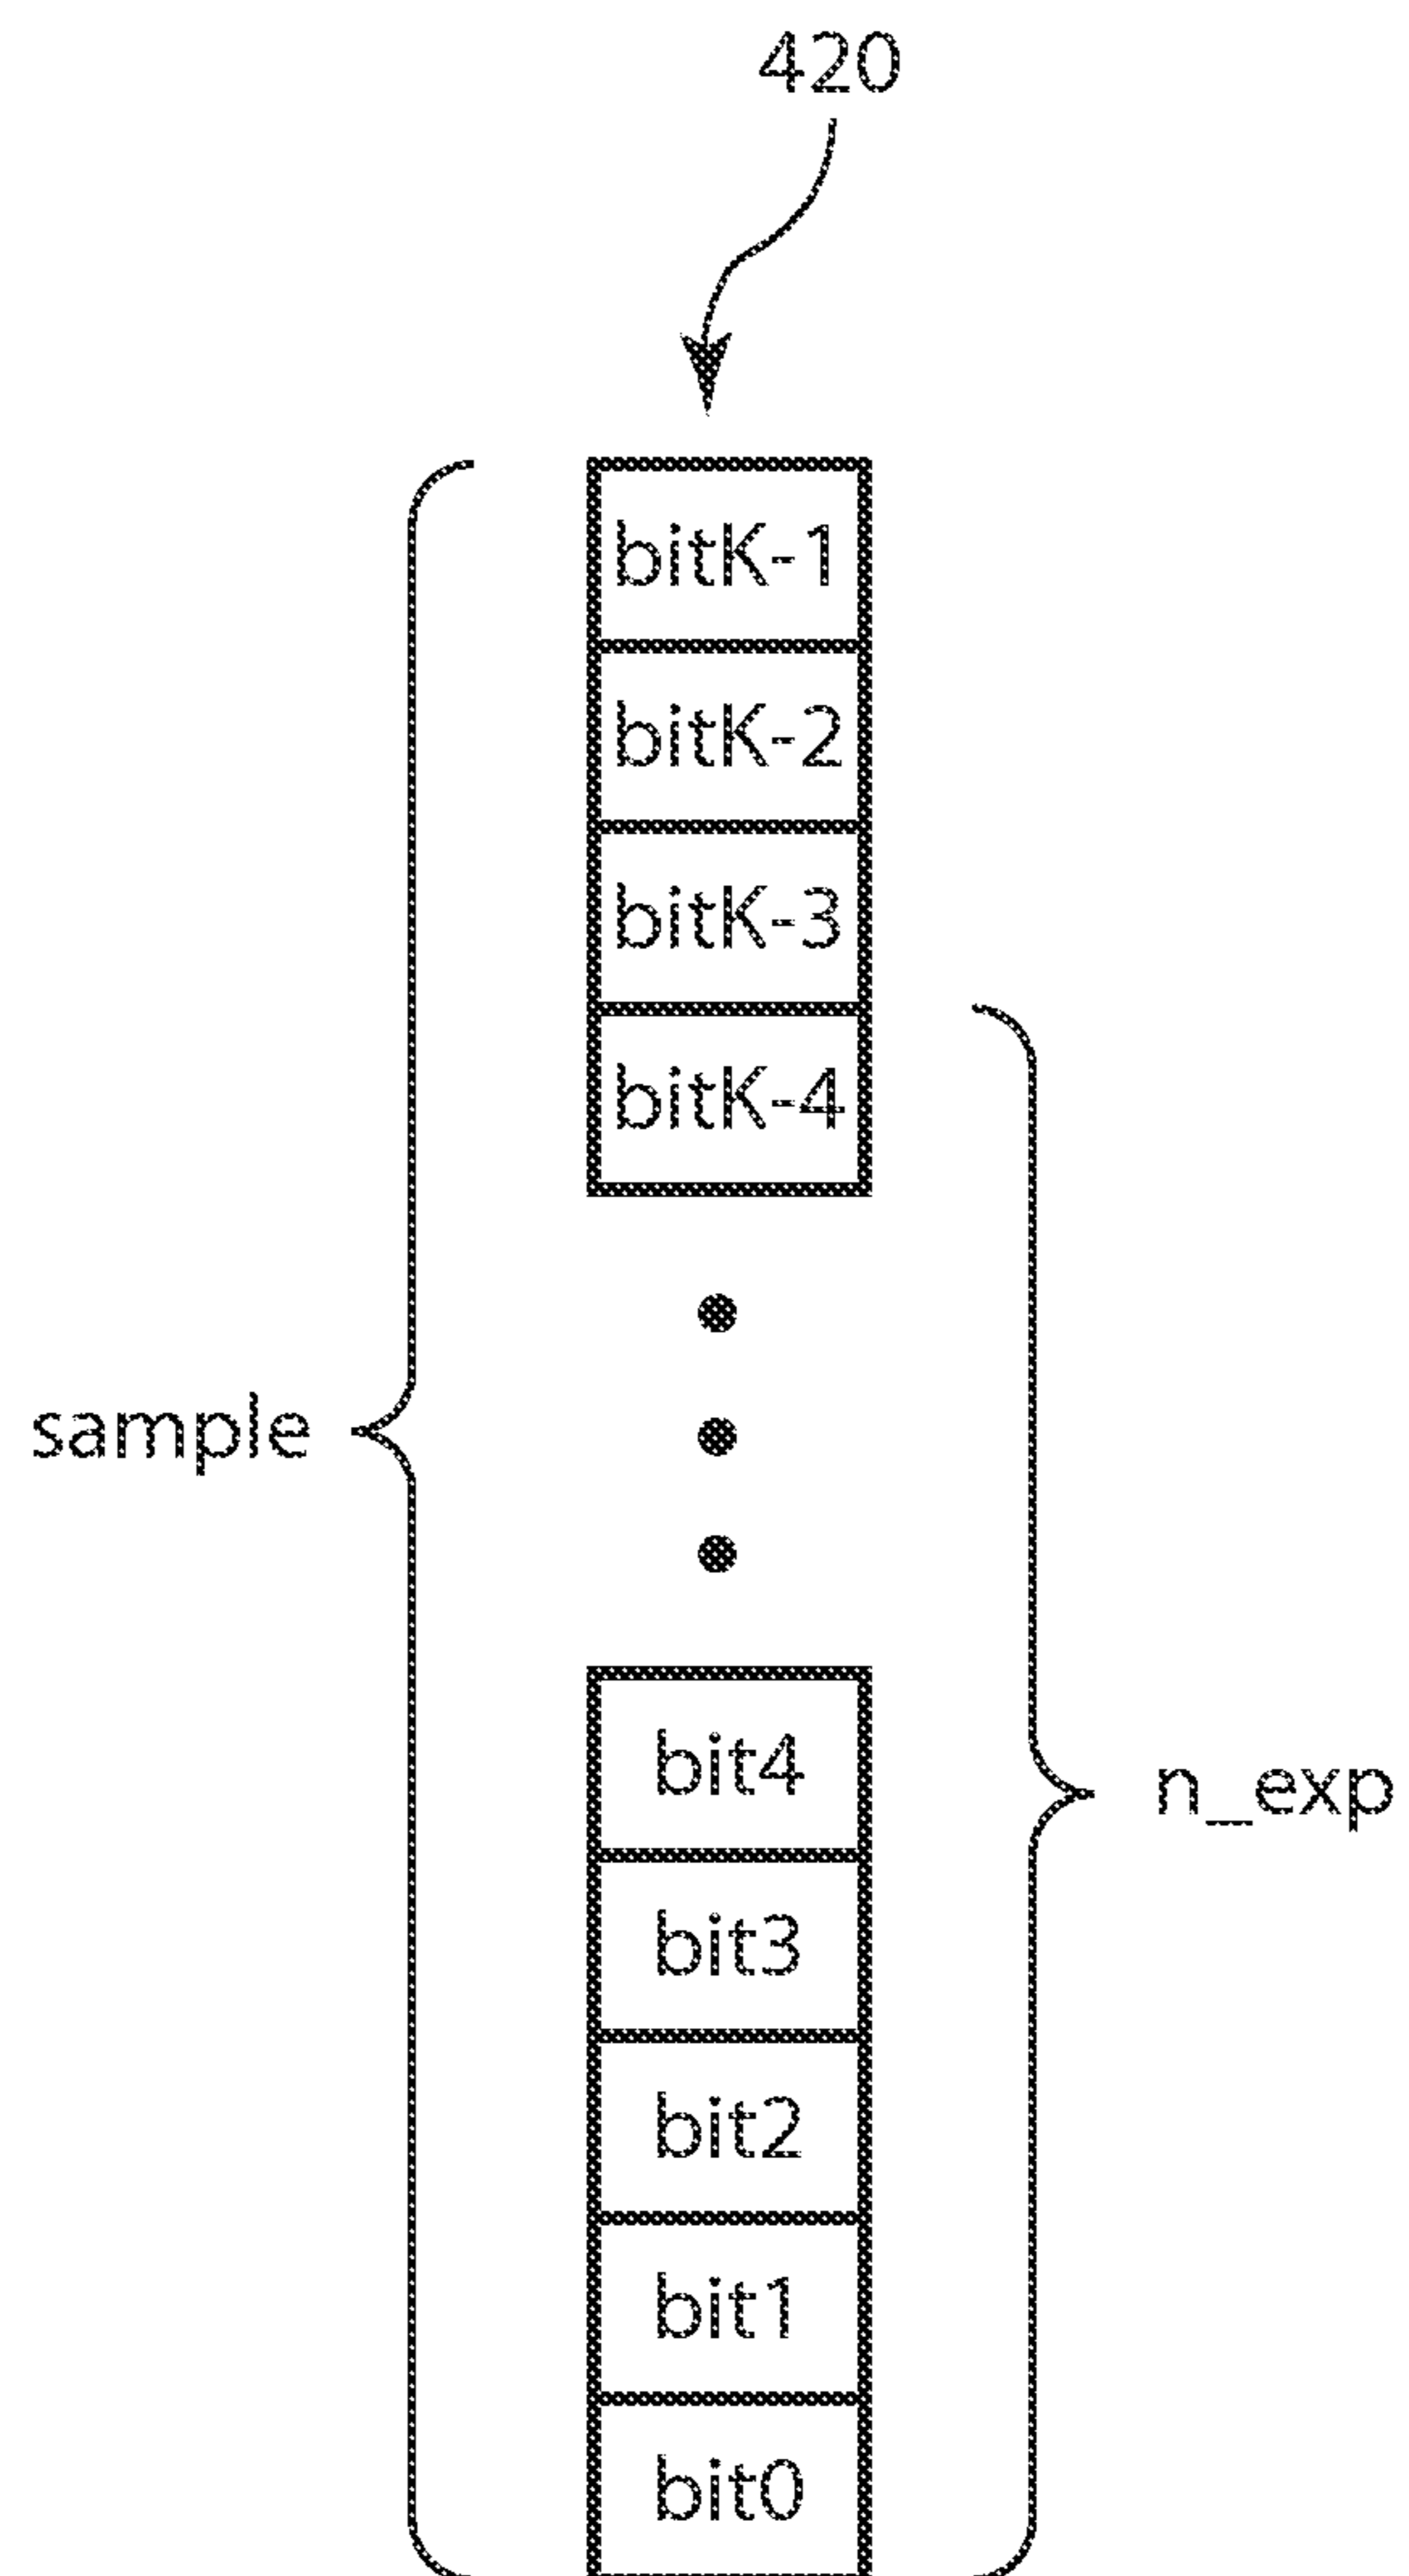 420
bitK-1
bitK-2
bitK-3
bitK-4
sample
bit4
n_exp
bit3
bit2
bit1
bit0